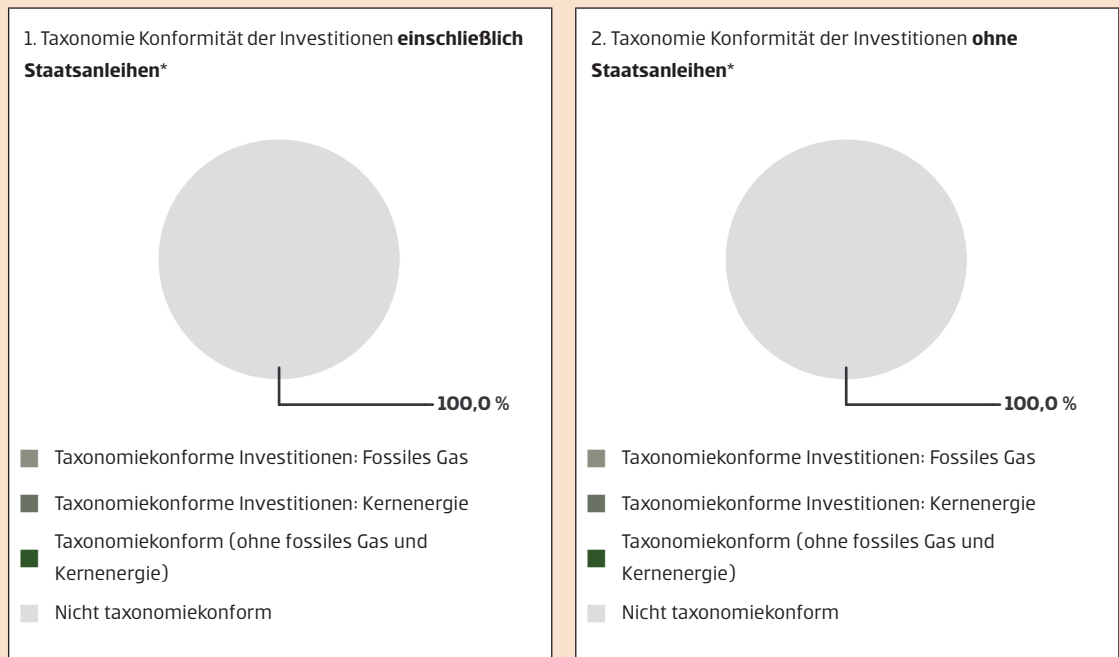 1. Taxonomie Konformität der Investitionen einschließlich
Staatsanleihen*
100,0 %
Taxonomiekonforme Investitionen: Fossiles Gas
Taxonomiekonforme Investitionen: Kernenergie
Taxonomiekonform (ohne fossiles Gas und
Kernenergie)
Nicht taxonomiekonform
2. Taxonomie Konformität der Investitionen ohne
Staatsanleihen*
100,0 %
Taxonomiekonforme Investitionen: Fossiles Gas
Taxonomiekonforme Investitionen: Kernenergie
Taxonomiekonform (ohne fossiles Gas und
Kernenergie)
Nicht taxonomiekonform